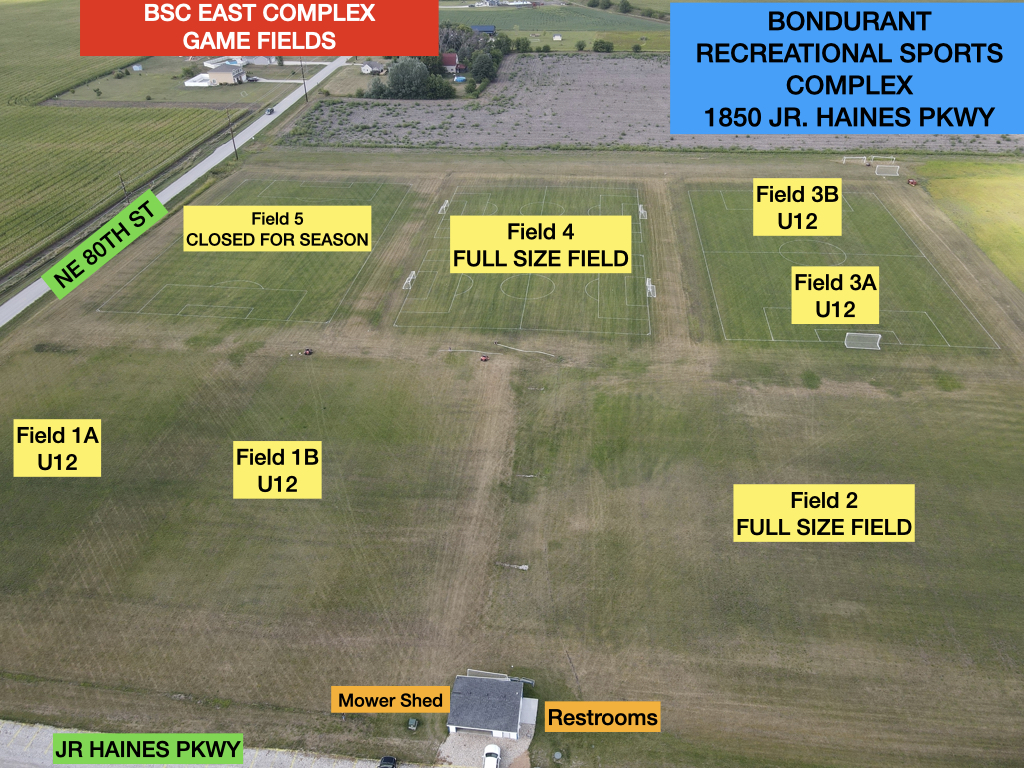 BSC EAST COMPLEX
GAME FIELDS
BONDURANT
RECREATIONAL SPORTS
COMPLEX
1850 JR. HAINES PKWY
NE 80TH ST
Field 5
CLOSED FOR SEASON
Field 4
FULL SIZE FIELD
Field 3B
U12
Field 3A
U12
Field 1A
U12
Field 1B
U12
Field 2
FULL SIZE FIELD
Mower Shed
Restrooms
JR HAINES PKWY